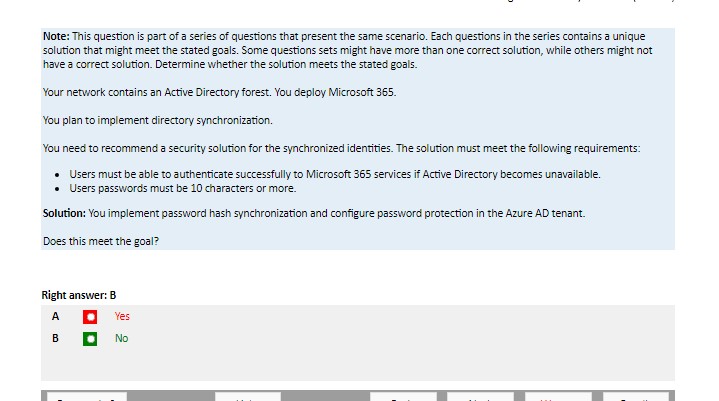 Note: This question is part of a series of questions that present the same scenario. Each questions in the series contains a unique
solution that might meet the stated goals. Some questions sets might have more than one correct solution, while others might not
have a correct solution. Determine whether the solution meets the stated goals.
Your network contains an Active Directory forest. You deploy Microsoft 365.
You plan to implement directory synchronization.
You need to recommend a security solution for the synchronized identities. The solution must meet the following requirements:
• Users must be able to authenticate successfully to Microsoft 365 services if Active Directory becomes unavailable.
• Users passwords must be 10 characters or more.
Solution: You implement password hash synchronization and configure password protection in the Azure AD tenant.
Does this meet the goal?
Right answer: B
A Yes
B No